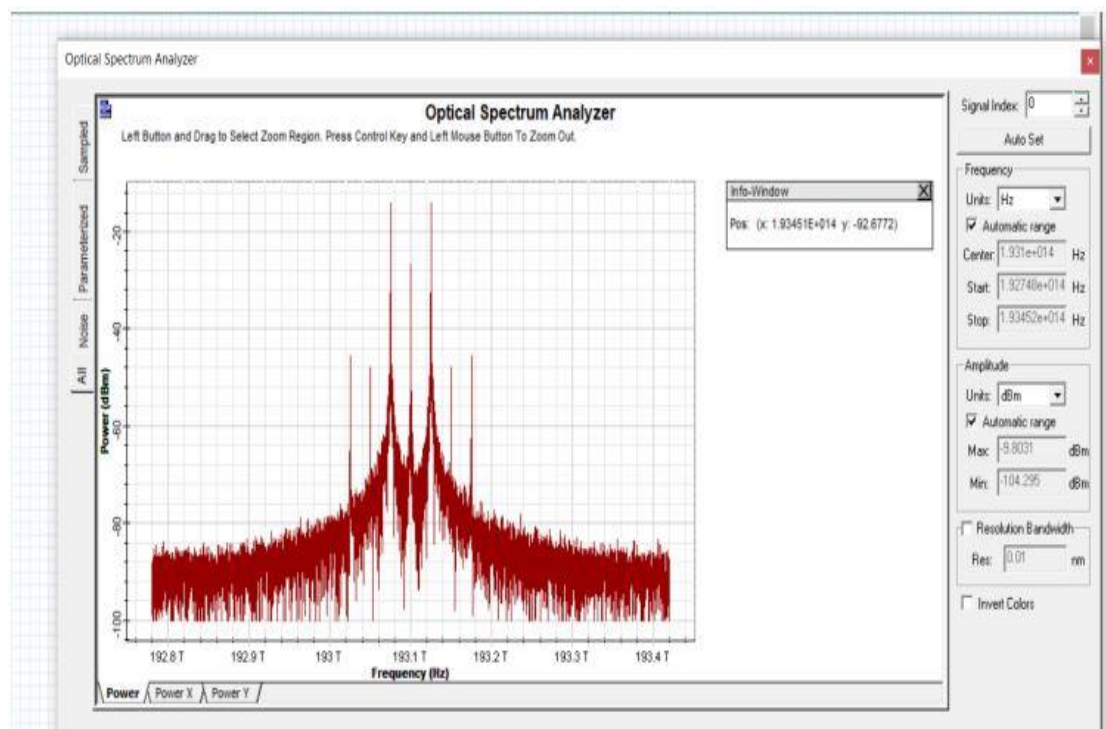 Optical Spectrum Analyzer
Optical Spectrum Analyzer
Left Button and Drag to Select Zoom Region. Press Control Key and Left Mouse Button To Zoom Out.
Sampled
Parameterized
Noise
All
Power (dBm)
-20
-40
-60
-80
-100
192.8 T 192.9 T 193 T 193.1 T 193.2 T 193.3 T 193.4 T
Frequency (Hz)
Power Power X Power Y
Info-Window X
Pos: (x: 1.93451E+014 y: -92.6772)
Signal Index: 0
Auto Set
Frequency
Units: Hz
Automatic range
Center: 1.931e+014 Hz
Start: 1.92748e+014 Hz
Stop: 1.93452e+014 Hz
Amplitude
Units: dBm
Automatic range
Max: -9.8031 dBm
Min: -104.295 dBm
Resolution Bandwidth
Res: 0.01 nm
Invert Colors